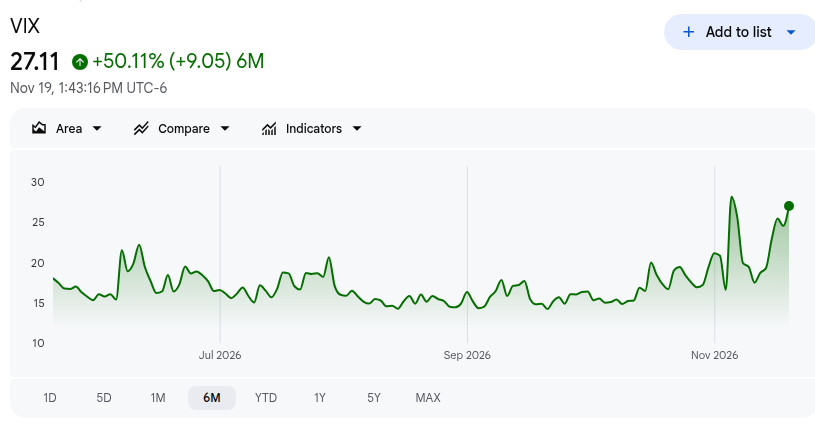 VIX
Add to list
27.11 +50.11% (+9.05) 6M
Nov 19, 1:43:16 PM UTC-6
Area Compare Indicators
30
25
20
15
10
Jul 2026 Sep 2026 Nov 2026
1D 5D 1M 6M YTD 1Y 5Y MAX